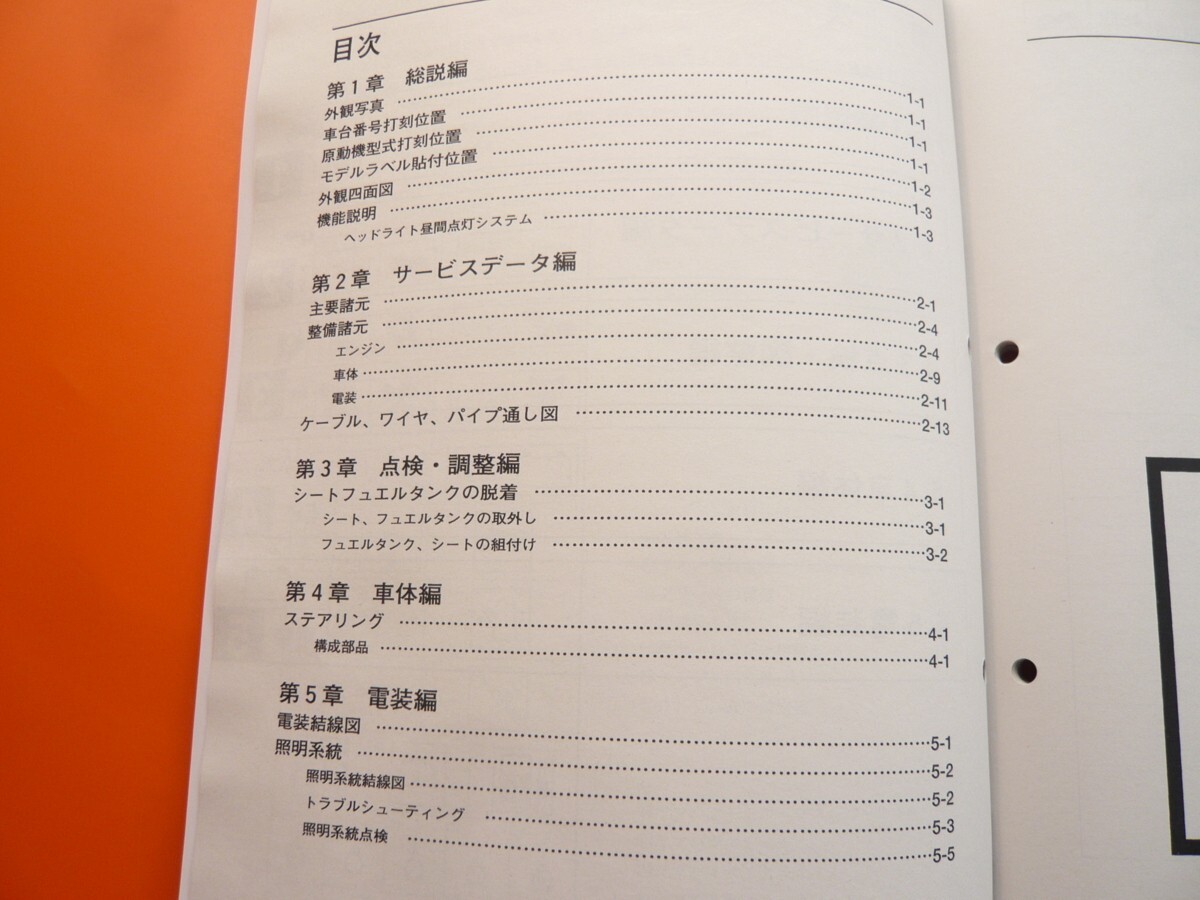 目次
第1章 総説編
外観写真 ……… 1-1
車台番号打刻位置 ……… 1-1
原動機型式打刻位置 ……… 1-1
モデルラベル貼付位置 ……… 1-1
外観四面図 ……… 1-2
機能説明 ……… 1-3
ヘッドライト昼間点灯システム ……… 1-3
第2章 サービスデータ編
主要諸元 ……… 2-1
整備諸元 ……… 2-4
エンジン ……… 2-4
車体 ……… 2-9
電装 ……… 2-11
ケーブル、ワイヤ、パイプ通し図 ……… 2-13
第3章 点検・調整編
シートフュエルタンクの脱着 ……… 3-1
シート、フュエルタンクの取外し ……… 3-1
フュエルタンク、シートの組付け ……… 3-2
第4章 車体編
ステアリング ……… 4-1
構成部品 ……… 4-1
第5章 電装編
電装結線図 ……… 5-1
照明系統 ……… 5-2
照明系統結線図 ……… 5-2
トラブルシューティング ……… 5-3
照明系統点検 ……… 5-5